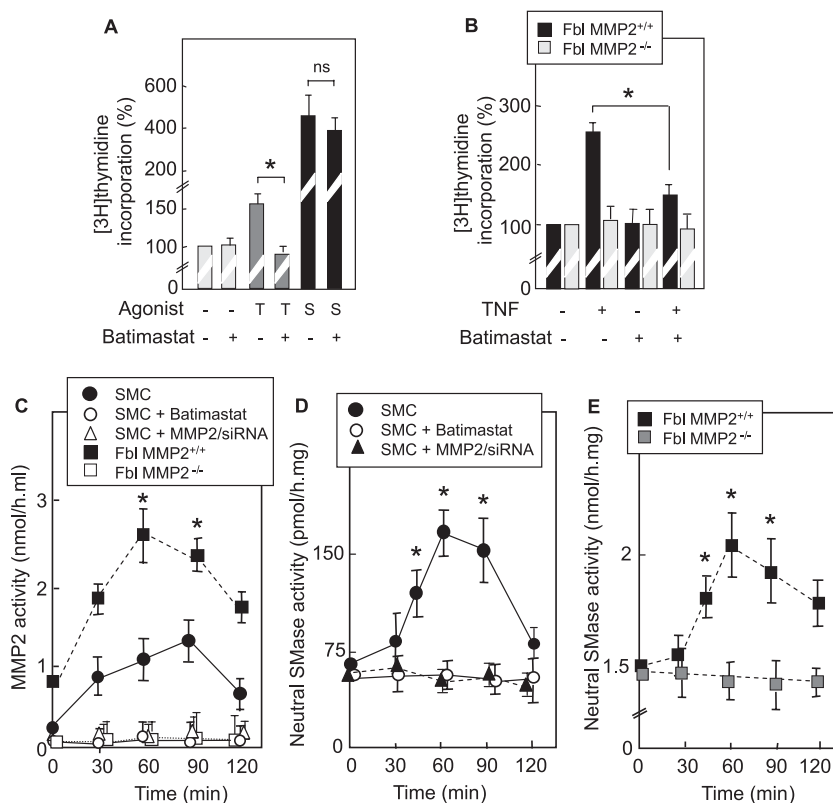 A
[3H]thymidine
incorporation (%)
600
400
200
150
100
0
ns
*
Agonist - - T T S S
Batimastat - + - + - +
B
Fbl MMP2+/+
Fbl MMP2-/-
[3H]thymidine
incorporation (%)
300
200
100
0
*
TNF - + - +
Batimastat - - + +
C
SMC
SMC + Batimastat
SMC + MMP2/siRNA
Fbl MMP2+/+
Fbl MMP2-/-
MMP2 activity (nmol/h.ml)
3
2
1
0
* *
0 30 60 90 120
Time (min)
D
SMC
SMC + Batimastat
SMC + MMP2/siRNA
Neutral SMase activity (pmol/h.mg)
150
75
0
* * *
0 30 60 90 120
Time (min)
E
Fbl MMP2+/+
Fbl MMP2-/-
Neutral SMase activity (nmol/h.mg)
2
1.5
0
* * *
0 30 60 90 120
Time (min)